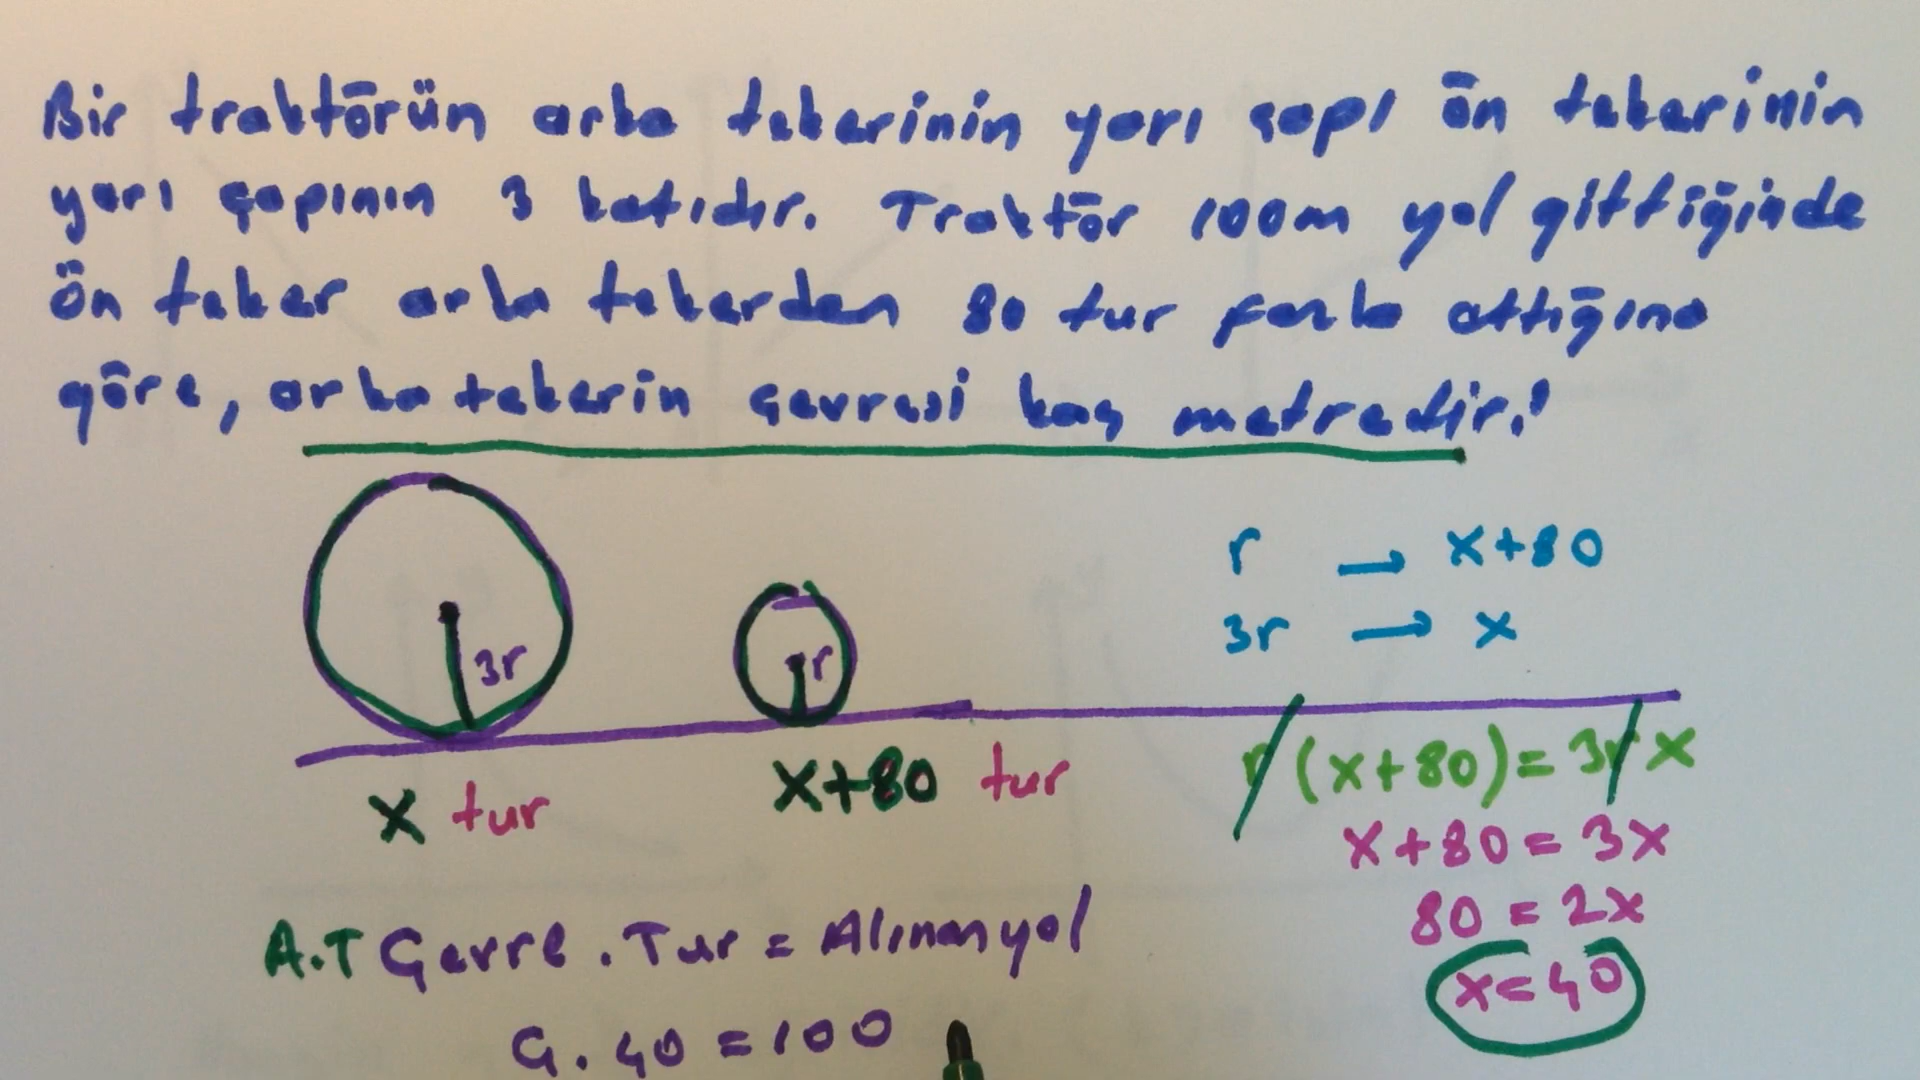 Bir traktörün arka tekerinin yarı çapı ön tekerinin
yarı çapının 3 katıdır. Traktör 100m yol gittiğinde
ön teker arka tekerden 80 tur fazla attığına
göre, arka tekerin çevresi kaç metredir?
r → x+80
3r → x
3r
r
x tur
x+80 tur
r(x+80)=3r x
x+80=3x
80=2x
x=40
A.T Çevre . Tur = Alınan yol
Ç. 40 = 100